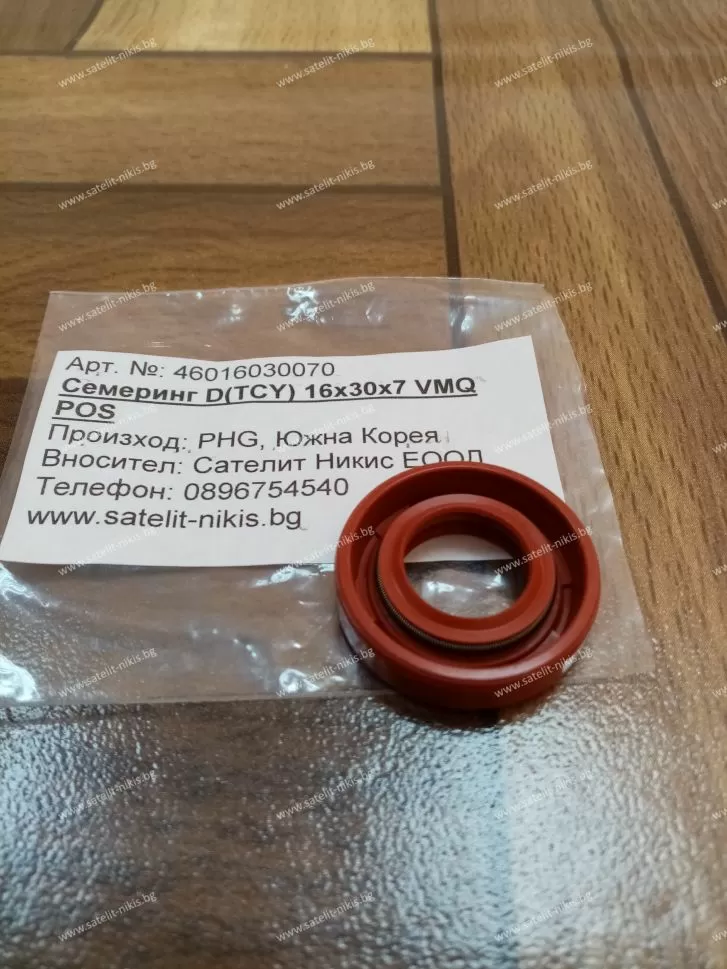 Арт. №: 46016030070
Семеринг D(TCY) 16x30x7 VMQ
POS
Произход: PHG, Южна Корея
Вносител: Сателит Никис ЕООД
Телефон: 0896754540
www.satelit-nikis.bg